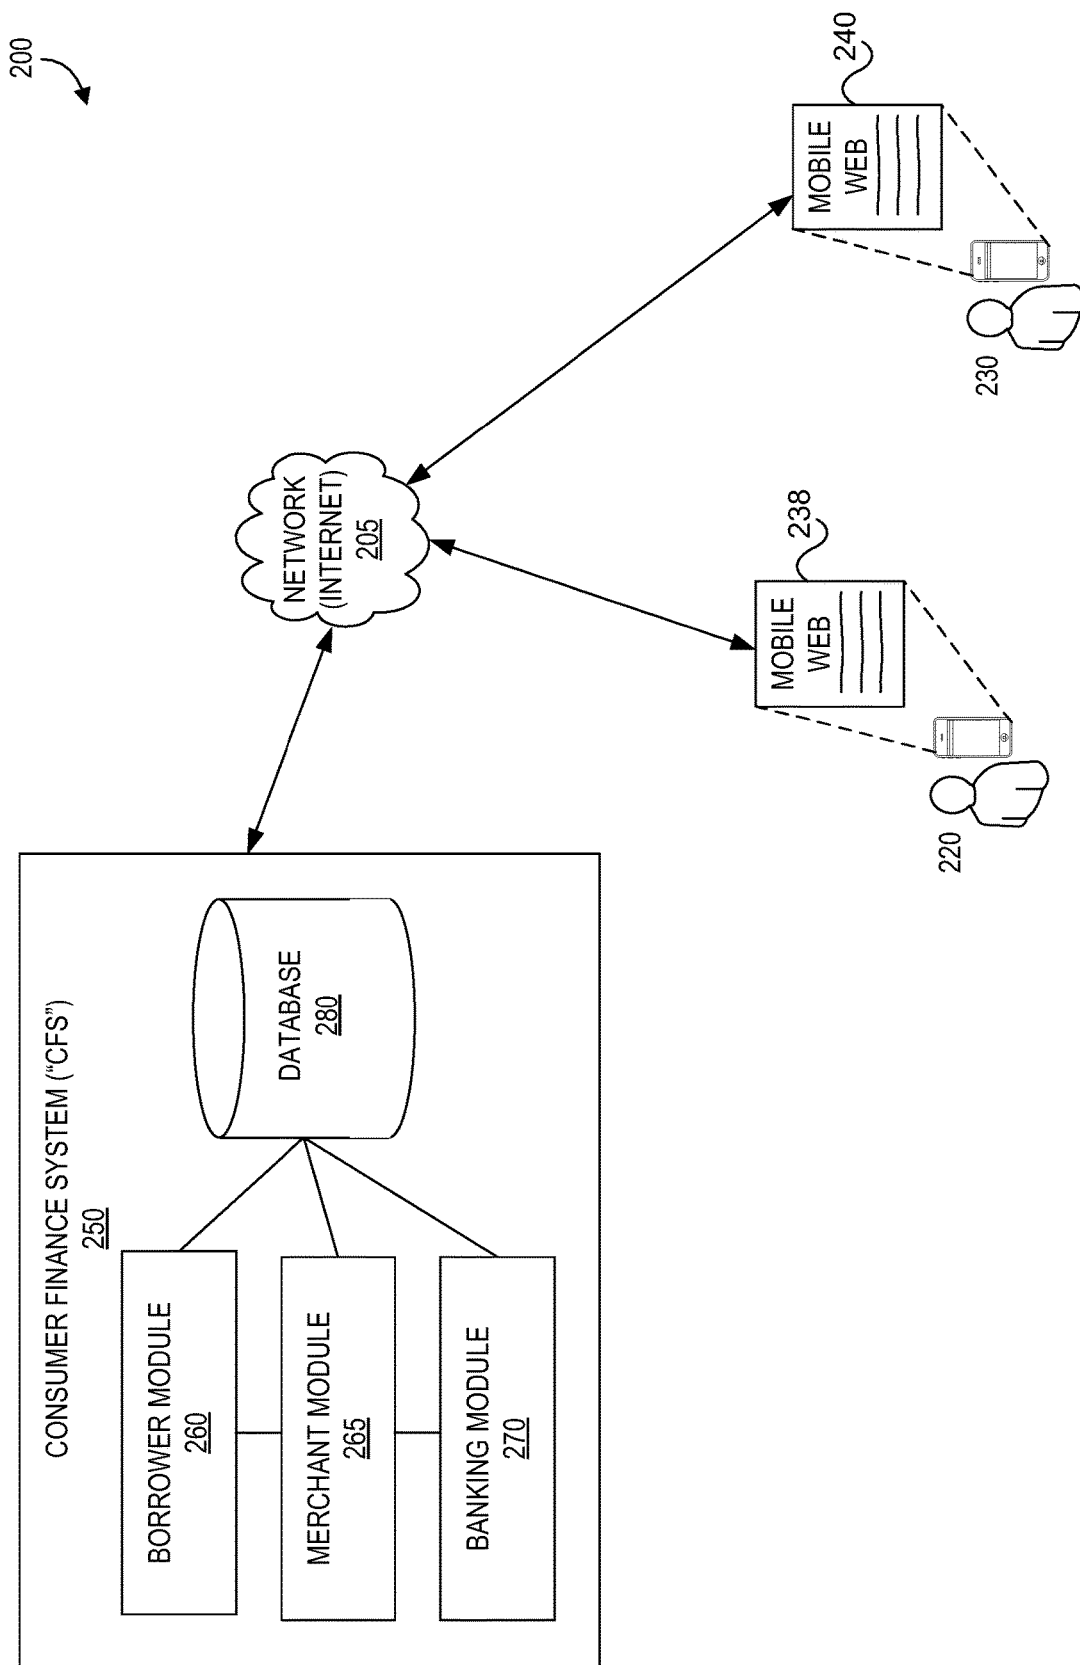 200
CONSUMER FINANCE SYSTEM (“CFS”)
250
BORROWER MODULE
260
MERCHANT MODULE
265
BANKING MODULE
270
DATABASE
280
NETWORK
(INTERNET)
205
MOBILE
WEB
238
220
MOBILE
WEB
240
230